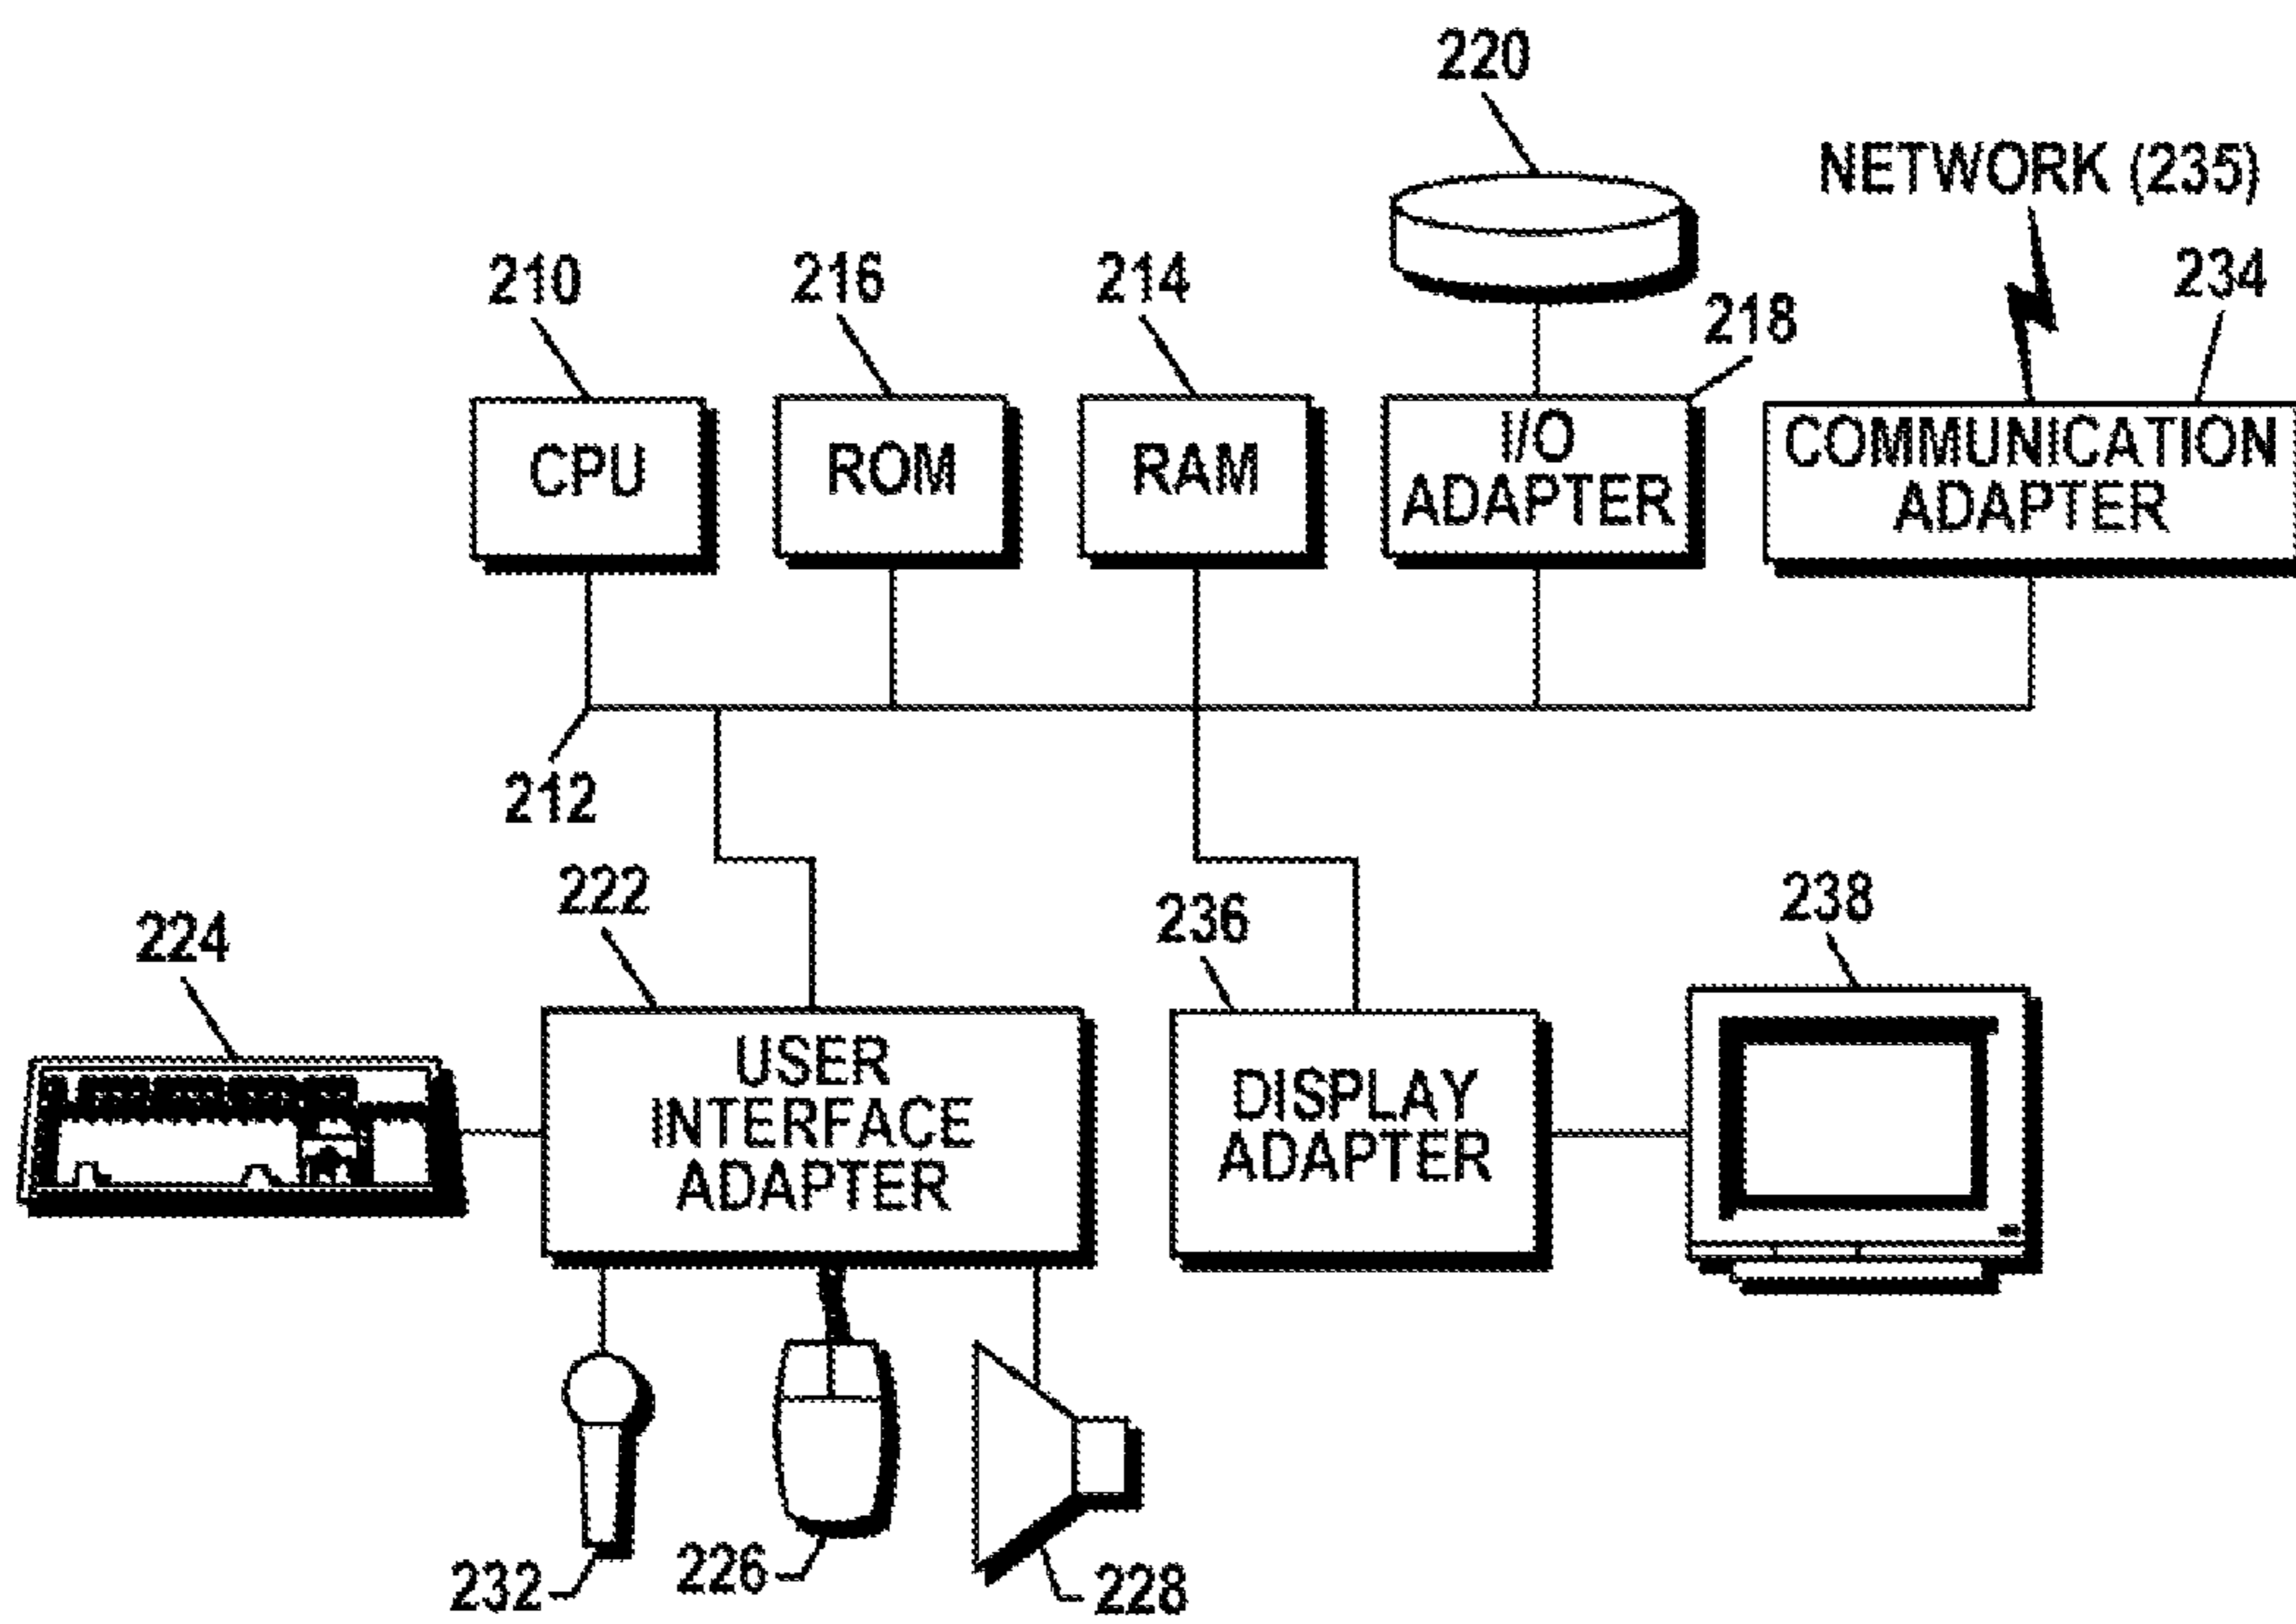 220
NETWORK (235)
210
216
214
218
234
CPU
ROM
RAM
I/O
ADAPTER
COMMUNICATION
ADAPTER
212
222
236
238
224
USER
INTERFACE
ADAPTER
DISPLAY
ADAPTER
232
226
228